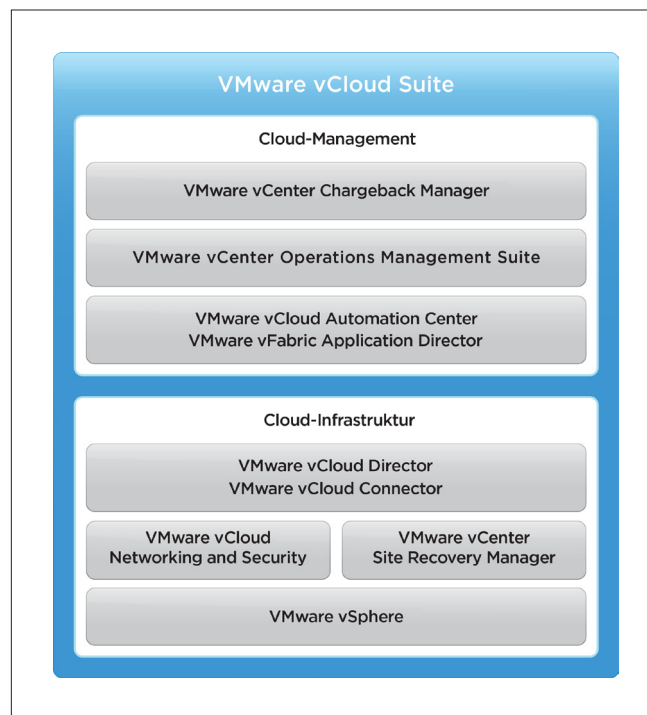 VMware vCloud Suite
Cloud-Management
VMware vCenter Chargeback Manager
VMware vCenter Operations Management Suite
VMware vCloud Automation Center
VMware vFabric Application Director
Cloud-Infrastruktur
VMware vCloud Director
VMware vCloud Connector
VMware vCloud
Networking and Security
VMware vCenter
Site Recovery Manager
VMware vSphere